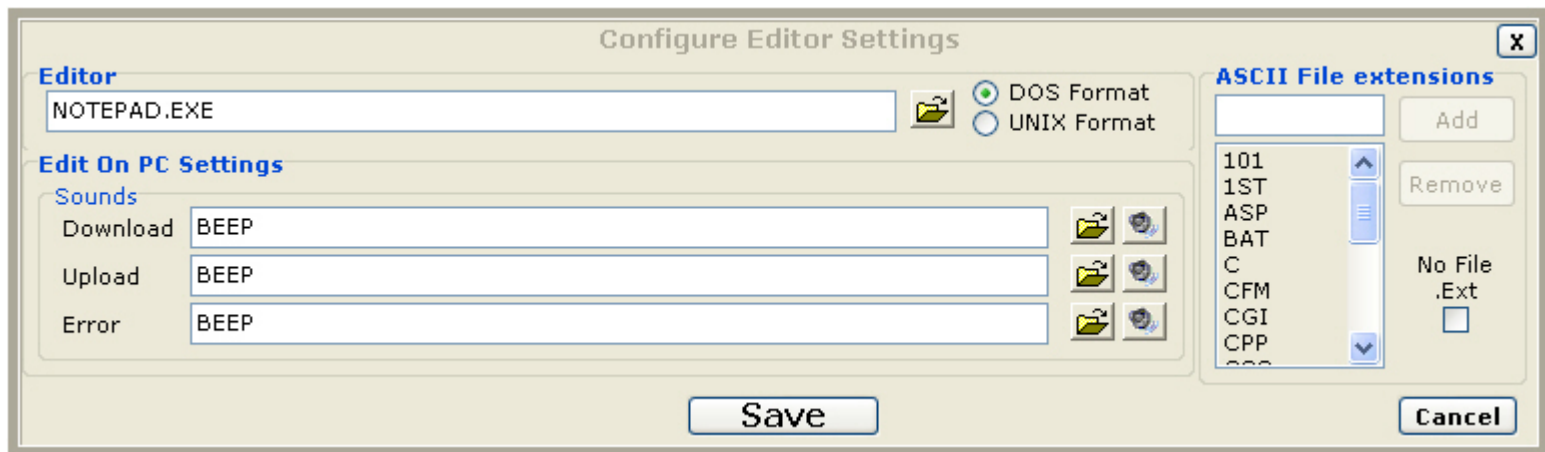 Configure Editor Settings
X
Editor
NOTEPAD.EXE
DOS Format
UNIX Format
Edit On PC Settings
Sounds
Download BEEP
Upload BEEP
Error BEEP
ASCII File extensions
Add
Remove
101
1ST
ASP
BAT
C
CFM
CGI
CPP
No File
.Ext
Save
Cancel